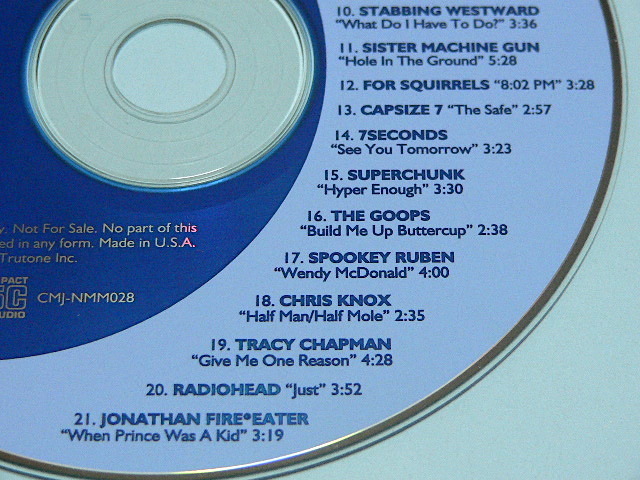 10. STABBING WESTWARD
"What Do I Have To Do?" 3:36
11. SISTER MACHINE GUN
"Hole In The Ground" 5:28
12. FOR SQUIRRELS "8:02 PM" 3:28
13. CAPSIZE 7 "The Safe" 2:57
14. 7SECONDS
"See You Tomorrow" 3:23
15. SUPERCHUNK
"Hyper Enough" 3:30
16. THE GOOPS
"Build Me Up Buttercup" 2:38
17. SPOOKEY RUBEN
"Wendy McDonald" 4:00
18. CHRIS KNOX
"Half Man/Half Mole" 2:35
19. TRACY CHAPMAN
"Give Me One Reason" 4:28
20. RADIOHEAD "Just" 3:52
21. JONATHAN FIRE*EATER
"When Prince Was A Kid" 3:19
Not For Sale. No part of this
in any form. Made in U.S.A.
Trutone Inc.
CMJ-NMM028